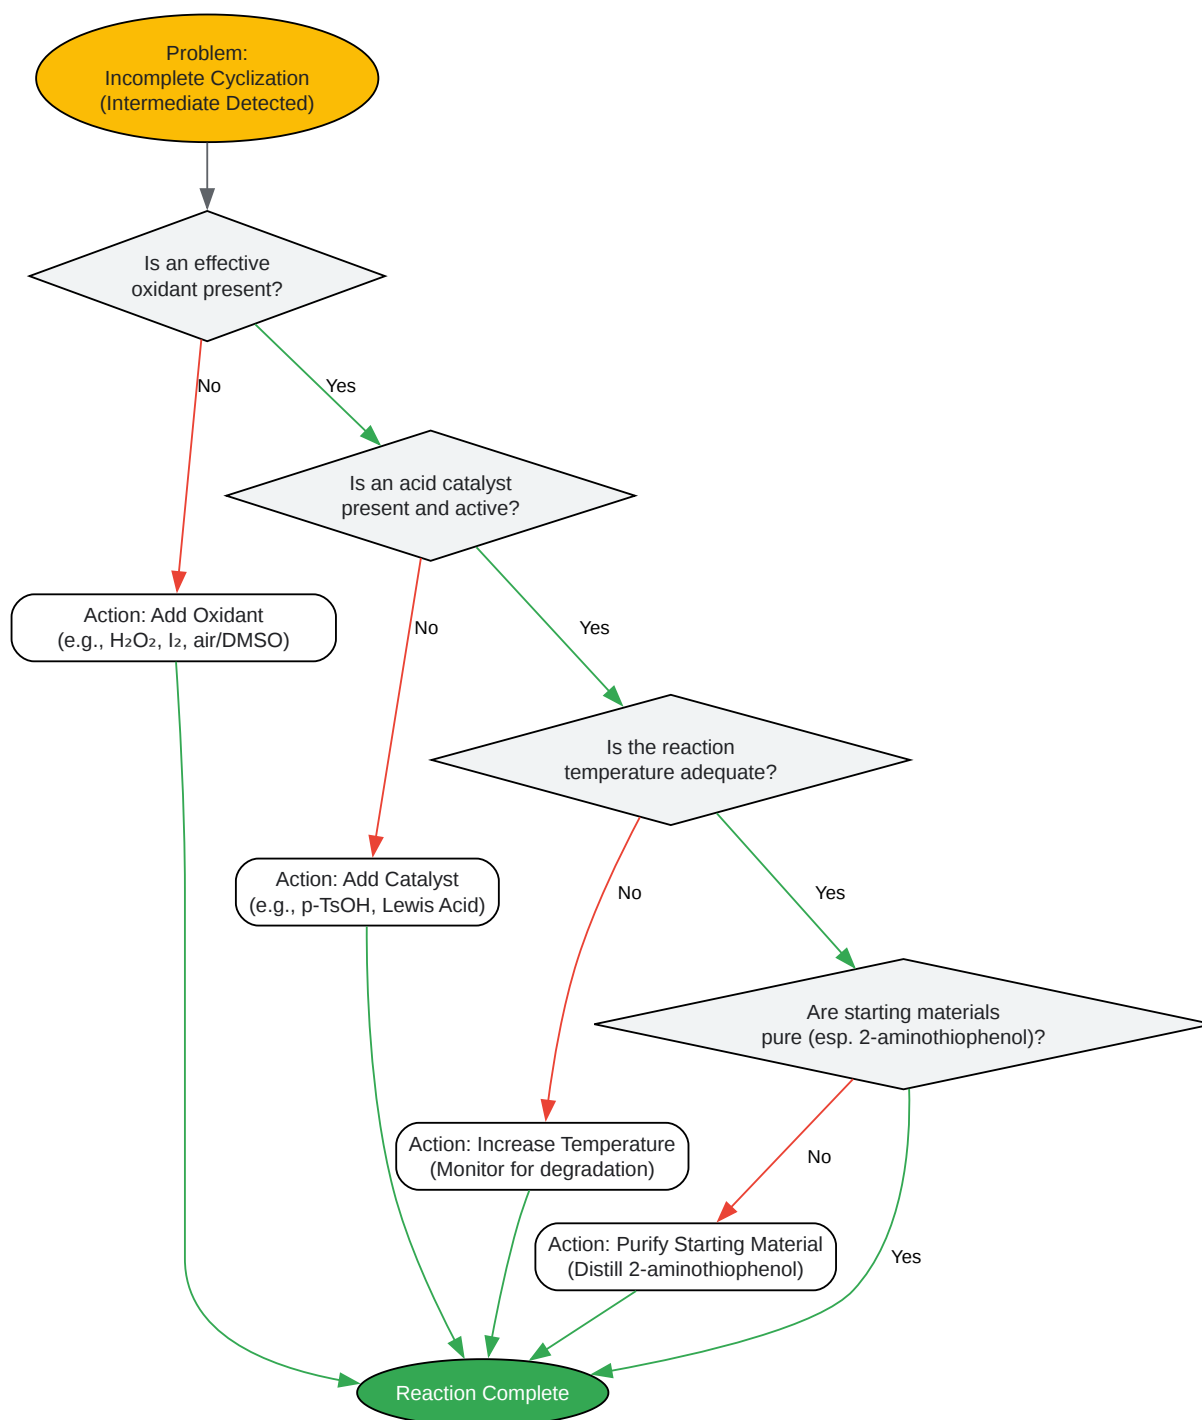 Problem:
Incomplete Cyclization
(Intermediate Detected)
Is an effective
oxidant present?
No
Yes
Is an acid catalyst
present and active?
Action: Add Oxidant
(e.g., H₂O₂, I₂, air/DMSO)
No
Yes
Is the reaction
temperature adequate?
Action: Add Catalyst
(e.g., p-TsOH, Lewis Acid)
No
Yes
Are starting materials
pure (esp. 2-aminothiophenol)?
Action: Increase Temperature
(Monitor for degradation)
No
Action: Purify Starting Material
(Distill 2-aminothiophenol)
Yes
Reaction Complete